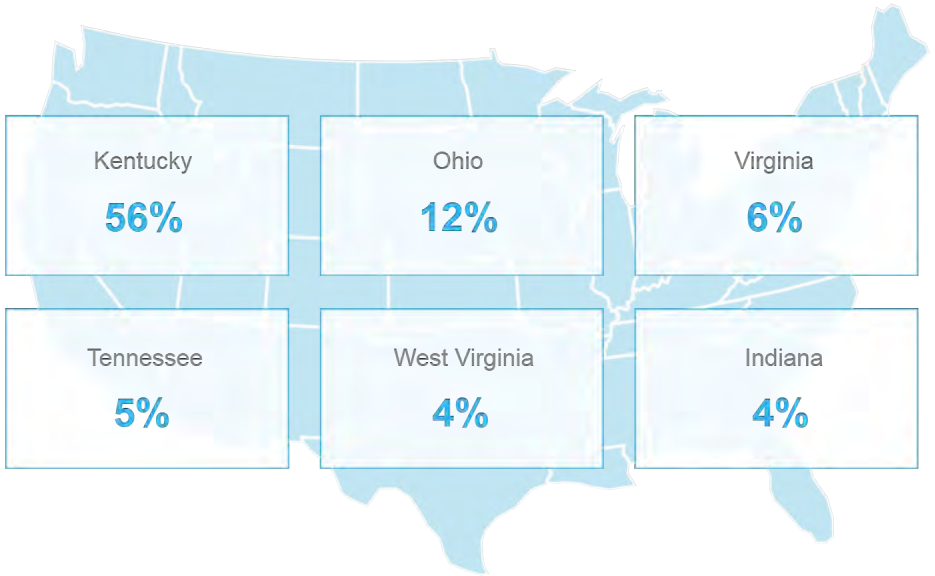 Kentucky
56%
Ohio
12%
Virginia
6%
Tennessee
5%
West Virginia
4%
Indiana
4%